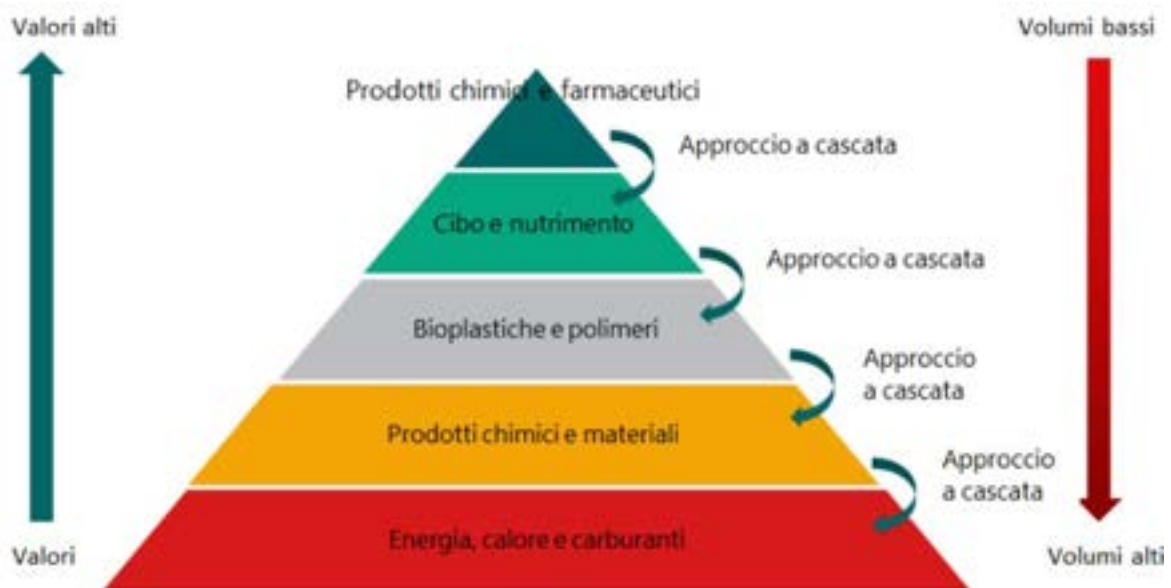 Valori alti
Volumi bassi
Prodotti chimici e farmaceutici
Approccio a cascata
Cibo e nutrimento
Approccio a cascata
Bioplastiche e polimeri
Approccio
a cascata
Prodotti chimici e materiali
Approccio
a cascata
Energia, calore e carburanti
Valori
Volumi alti